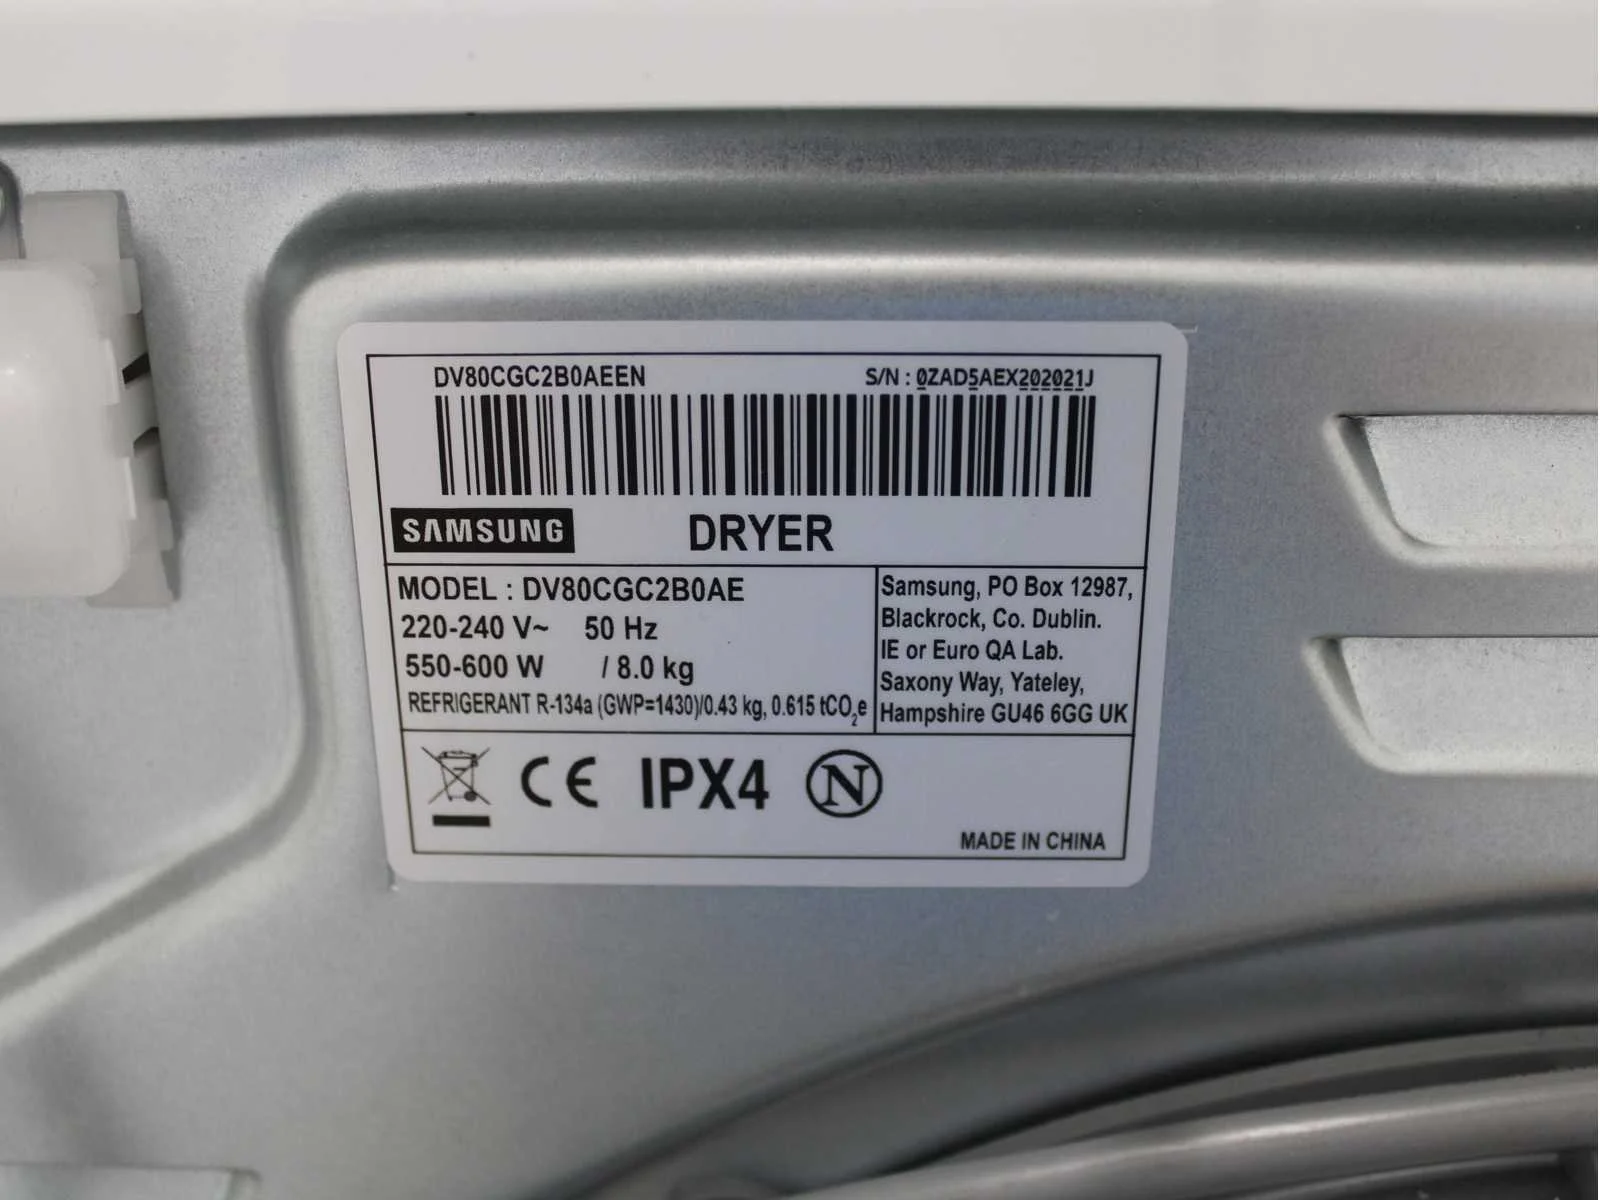 DV80CGC2B0AEEN S/N : 0ZAD5AEX202021J
SAMSUNG DRYER
MODEL : DV80CGC2B0AE
220-240 V~ 50 Hz
550-600 W / 8.0 kg
REFRIGERANT R-134a (GWP=1430)/0.43 kg, 0.615 tCO₂e
Samsung, PO Box 12987,
Blackrock, Co. Dublin.
IE or Euro QA Lab.
Saxony Way, Yateley,
Hampshire GU46 6GG UK
CE IPX4 N
MADE IN CHINA